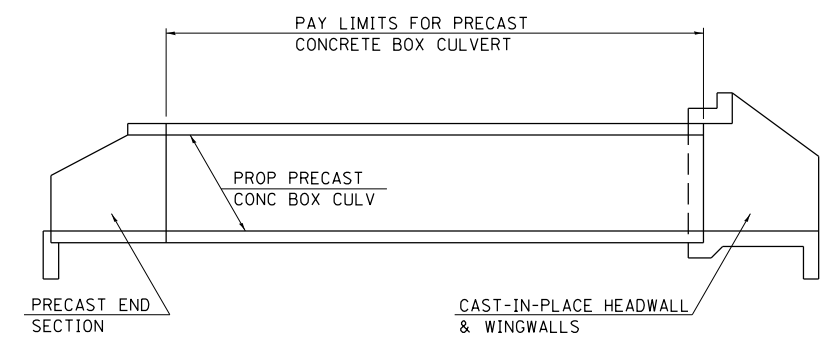 PAY LIMITS FOR PRECAST
CONCRETE BOX CULVERT
PROP PRECAST
CONC BOX CULV
PRECAST END
SECTION
CAST-IN-PLACE HEADWALL
& WINGWALLS